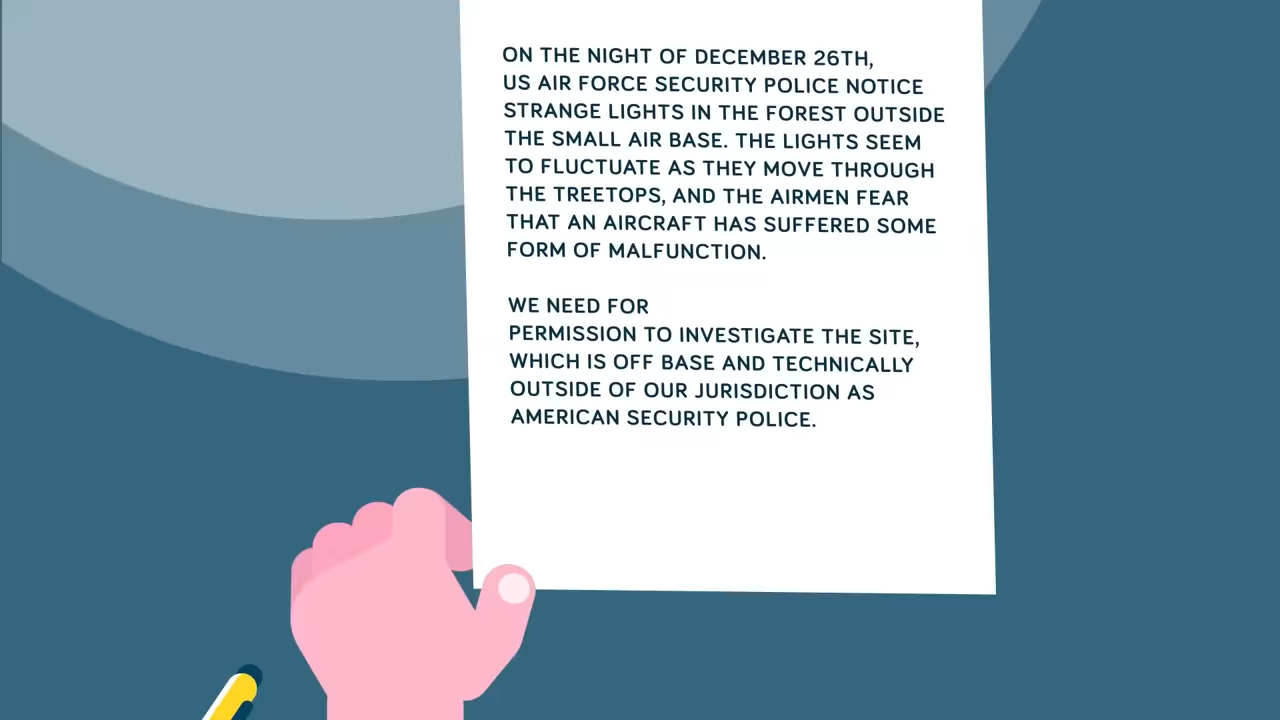 ON THE NIGHT OF DECEMBER 26TH,
US AIR FORCE SECURITY POLICE NOTICE
STRANGE LIGHTS IN THE FOREST OUTSIDE
THE SMALL AIR BASE. THE LIGHTS SEEM
TO FLUCTUATE AS THEY MOVE THROUGH
THE TREETOPS, AND THE AIRMEN FEAR
THAT AN AIRCRAFT HAS SUFFERED SOME
FORM OF MALFUNCTION.
WE NEED FOR
PERMISSION TO INVESTIGATE THE SITE,
WHICH IS OFF BASE AND TECHNICALLY
OUTSIDE OF OUR JURISDICTION AS
AMERICAN SECURITY POLICE.